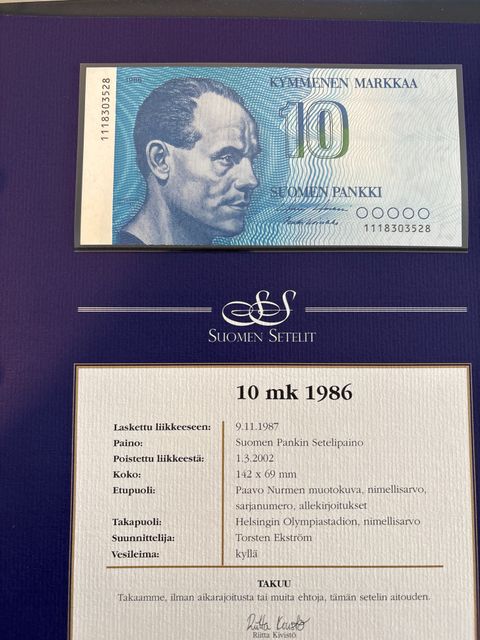 1986
KYMMENEN MARKKAA
10
SUOMEN PANKKI
1118303528
1118303528
SS
SUOMEN SETELIT
10 mk 1986
Laskettu liikkeeseen: 9.11.1987
Paino: Suomen Pankin Setelipaino
Poistettu liikkeestä: 1.3.2002
Koko: 142 x 69 mm
Etupuoli: Paavo Nurmen muotokuva, nimellisarvo,
sarjanumero, allekirjoitukset
Takapuoli: Helsingin Olympiastadion, nimellisarvo
Suunnittelija: Torsten Ekström
Vesileima: kyllä
TAKUU
Takaamme, ilman aikarajoitusta tai muita ehtoja, tämän setelin aitouden.
Riitta Kivistö
Riitta Kivistö